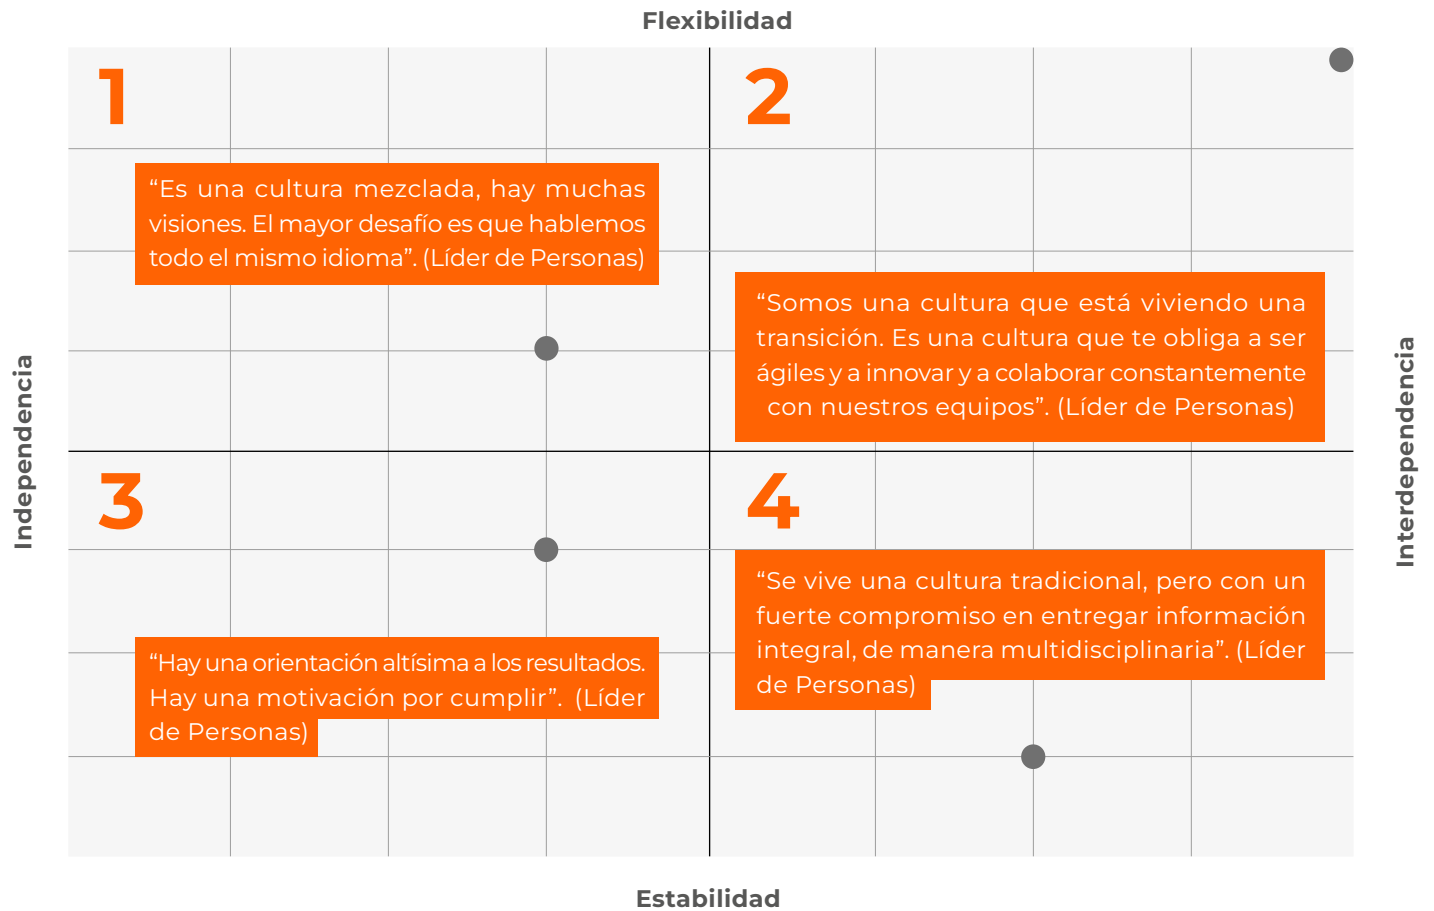 Flexibilidad
1
“Es una cultura mezclada, hay muchas
visiones. El mayor desafío es que hablemos
todo el mismo idioma”. (Líder de Personas)
2
“Somos una cultura que está viviendo una
transición. Es una cultura que te obliga a ser
ágiles y a innovar y a colaborar constantemente
con nuestros equipos”. (Líder de Personas)
Independencia
Interdependencia
3
“Hay una orientación altísima a los resultados.
Hay una motivación por cumplir”. (Líder
de Personas)
4
“Se vive una cultura tradicional, pero con un
fuerte compromiso en entregar información
integral, de manera multidisciplinaria”. (Líder
de Personas)
Estabilidad